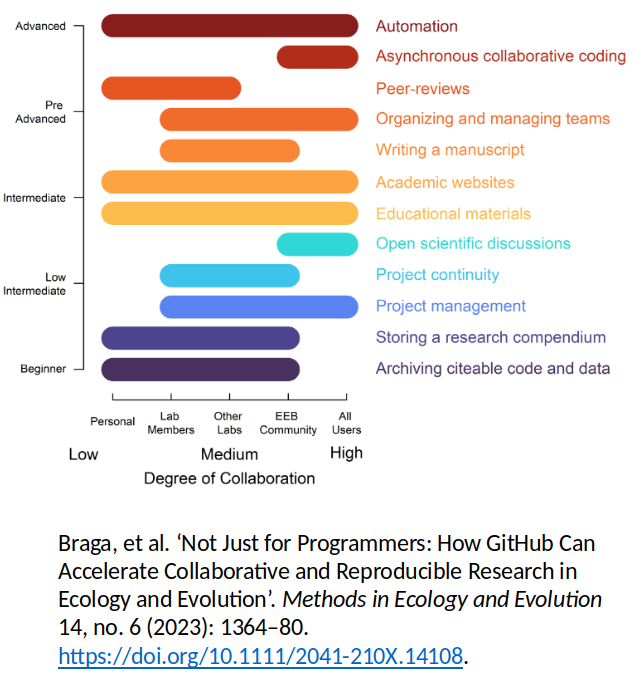 Advanced
Automation
Asynchronous collaborative coding
Peer-reviews
Pre
Advanced
Organizing and managing teams
Writing a manuscript
Academic websites
Intermediate
Educational materials
Open scientific discussions
Low
Intermediate
Project continuity
Project management
Storing a research compendium
Beginner
Archiving citeable code and data
Personal
Lab
Members
Other
Labs
EEB
Community
All
Users
Low
Medium
High
Degree of Collaboration
Braga, et al. ‘Not Just for Programmers: How GitHub Can
Accelerate Collaborative and Reproducible Research in
Ecology and Evolution’. Methods in Ecology and Evolution
14, no. 6 (2023): 1364–80.
https://doi.org/10.1111/2041-210X.14108.